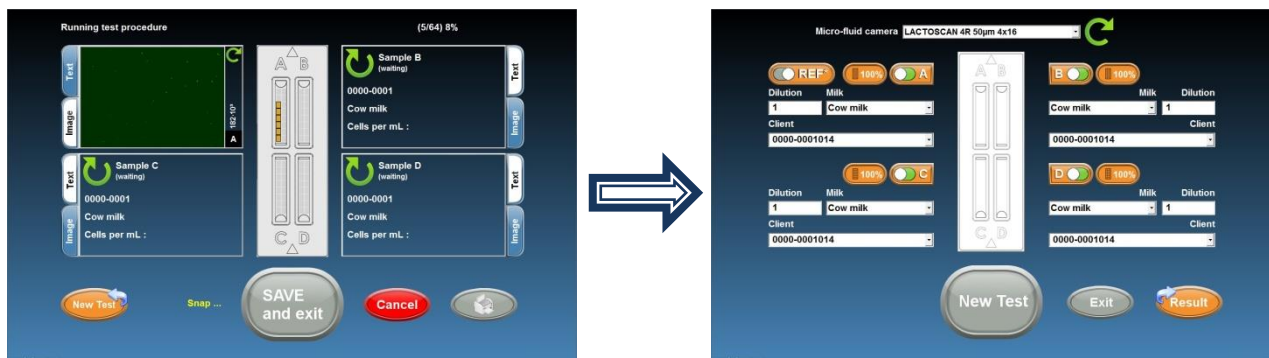 Running test procedure
(5/64) 8%
Text
Image
182·10³
A
A B
Sample B
(waiting)
0000-0001
Cow milk
Cells per mL :
Text
Image
Sample C
(waiting)
0000-0001
Cow milk
Cells per mL :
Text
Image
C D
Sample D
(waiting)
0000-0001
Cow milk
Cells per mL :
Text
Image
New Test
Snap ...
SAVE
and exit
Cancel
Micro-fluid camera LACTOSCAN 4R 50µm 4x16
REF 100% A
Dilution Milk
1 Cow milk
Client
0000-0001014
A B
B 100%
Milk Dilution
Cow milk 1
Client
0000-0001014
100% C
Dilution Milk
1 Cow milk
Client
0000-0001014
C D
D 100%
Milk Dilution
Cow milk 1
Client
0000-0001014
New Test
Exit
Result